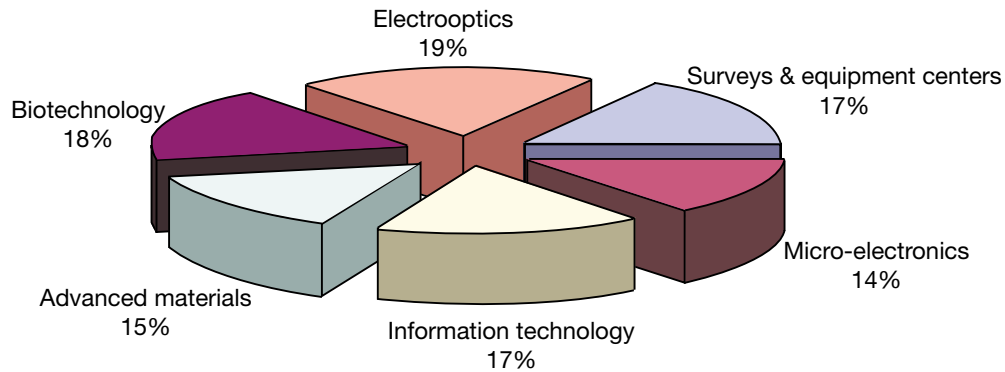 Electrooptics
19%
Surveys & equipment centers
17%
Biotechnology
18%
Micro-electronics
14%
Advanced materials
15%
Information technology
17%